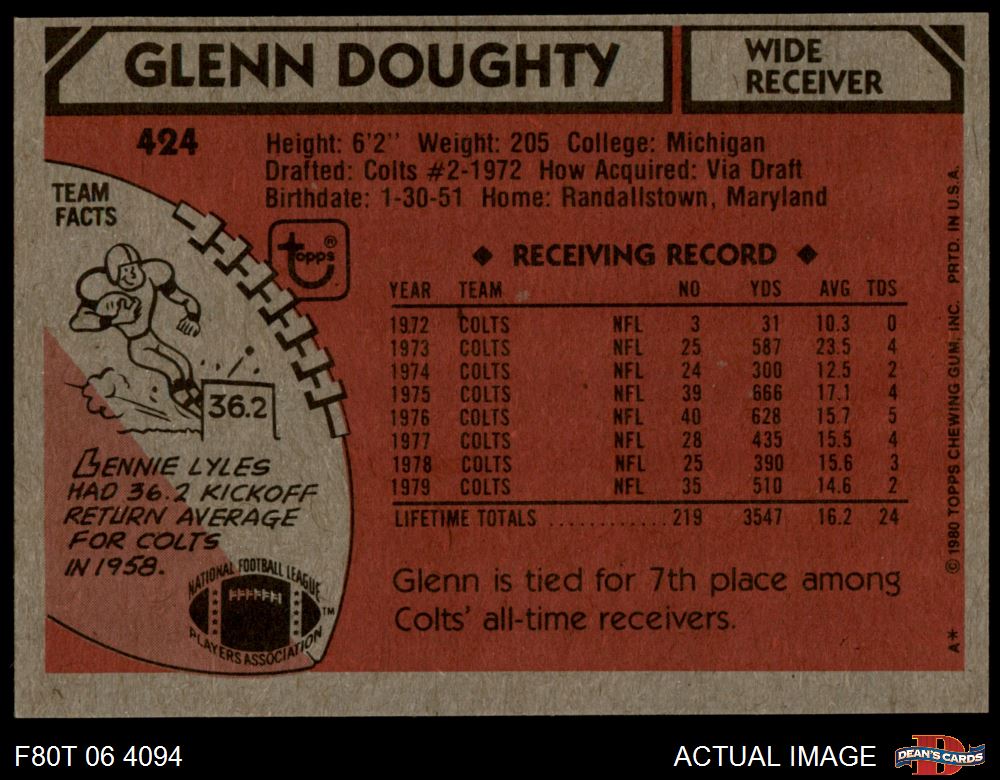 GLENN DOUGHTY
WIDE
RECEIVER
424
Height: 6'2'' Weight: 205 College: Michigan
Drafted: Colts #2-1972 How Acquired: Via Draft
Birthdate: 1-30-51 Home: Randallstown, Maryland
TEAM
FACTS
topps ®
◆ RECEIVING RECORD ◆
YEAR TEAM NO YDS AVG TDS
1972 COLTS NFL 3 31 10.3 0
1973 COLTS NFL 25 587 23.5 4
1974 COLTS NFL 24 300 12.5 2
1975 COLTS NFL 39 666 17.1 4
1976 COLTS NFL 40 628 15.7 5
1977 COLTS NFL 28 435 15.5 4
1978 COLTS NFL 25 390 15.6 3
1979 COLTS NFL 35 510 14.6 2
LIFETIME TOTALS ............ 219 3547 16.2 24
36.2
LENNIE LYLES
HAD 36.2 KICKOFF
RETURN AVERAGE
FOR COLTS
IN 1958.
NATIONAL FOOTBALL LEAGUE
PLAYERS ASSOCIATION ™
Glenn is tied for 7th place among
Colts' all-time receivers.
A* © 1980 TOPPS CHEWING GUM, INC. PRTD. IN U.S.A.
F80T 06 4094
ACTUAL IMAGE
D
DEAN'S CARDS